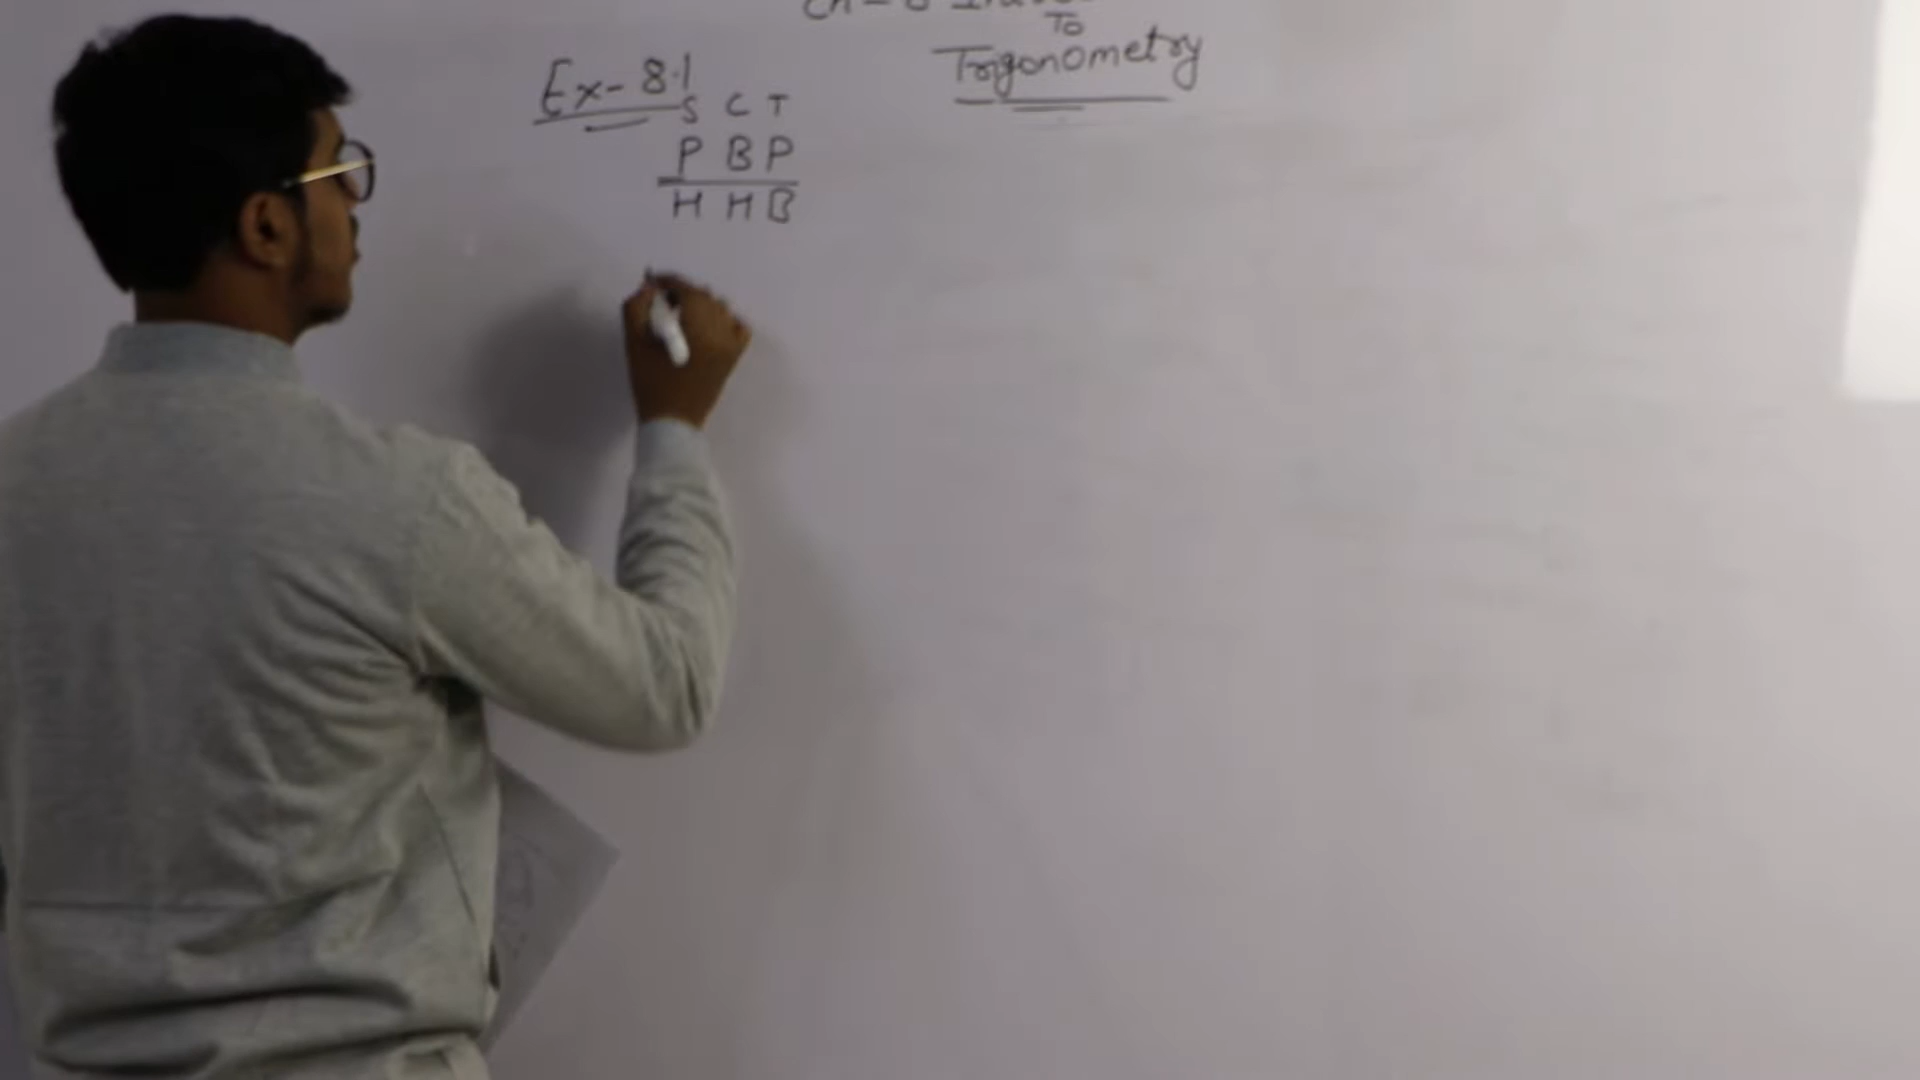 To
Trigonometry
Ex- 8.1
S C T
P B P
H H B